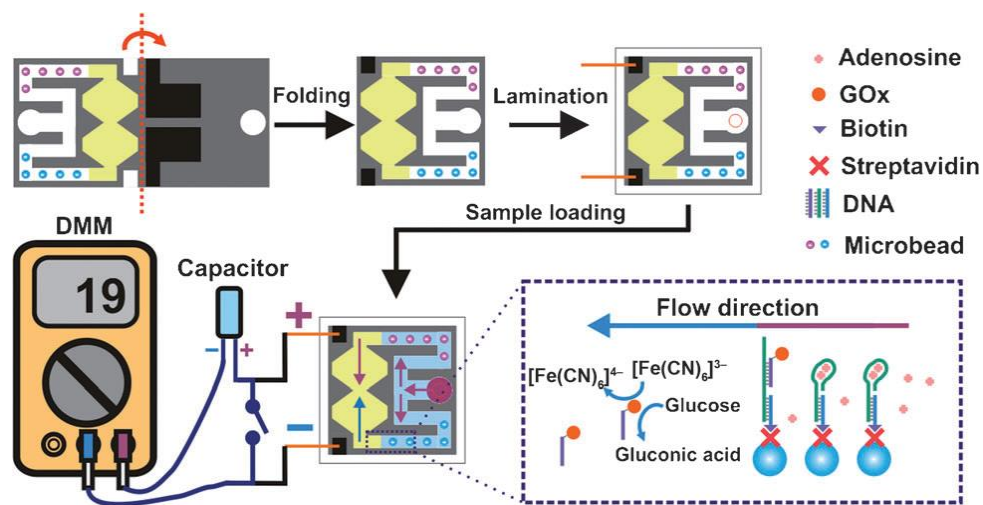 Folding
Lamination
Adenosine
GOx
Biotin
Streptavidin
DNA
Microbead
Sample loading
DMM
19
Capacitor
− +
+
−
Flow direction
[Fe(CN)₆]⁴⁻ [Fe(CN)₆]³⁻
Glucose
Gluconic acid